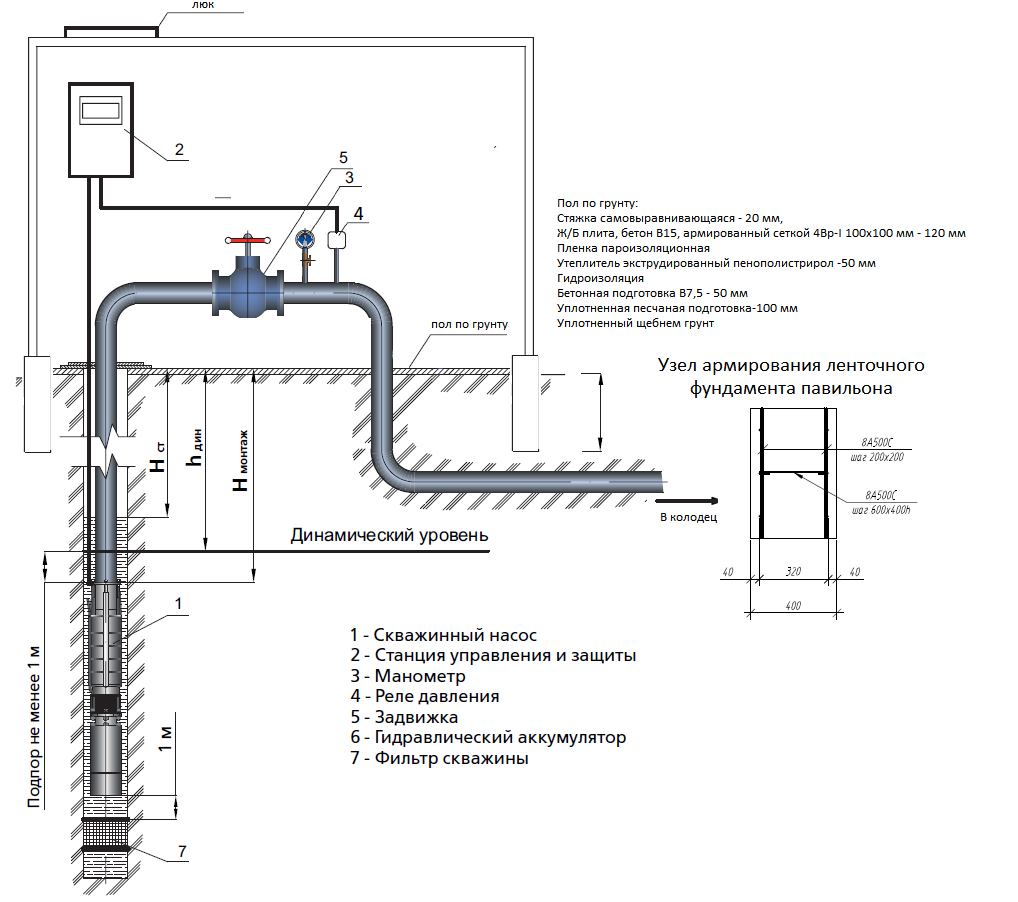 люк
2
5
3
4
Пол по грунту:
Стяжка самовыравнивающаяся - 20 мм,
Ж/Б плита, бетон В15, армированный сеткой 4Вр-I 100х100 мм - 120 мм
Пленка пароизоляционная
Утеплитель экструдированный пенополистрирол -50 мм
Гидроизоляция
Бетонная подготовка В7,5 - 50 мм
Уплотненная песчаная подготовка-100 мм
Уплотненный щебнем грунт
пол по грунту
Узел армирования ленточного
фундамента павильона
8А500С
шаг 200х200
8А500С
шаг 600х400h
40
320
40
400
Н ст
h дин
Н монтаж
В колодец
Динамический уровень
1
Подпор не менее 1 м
1 м
7
1 - Скважинный насос
2 - Станция управления и защиты
3 - Манометр
4 - Реле давления
5 - Задвижка
6 - Гидравлический аккумулятор
7 - Фильтр скважины